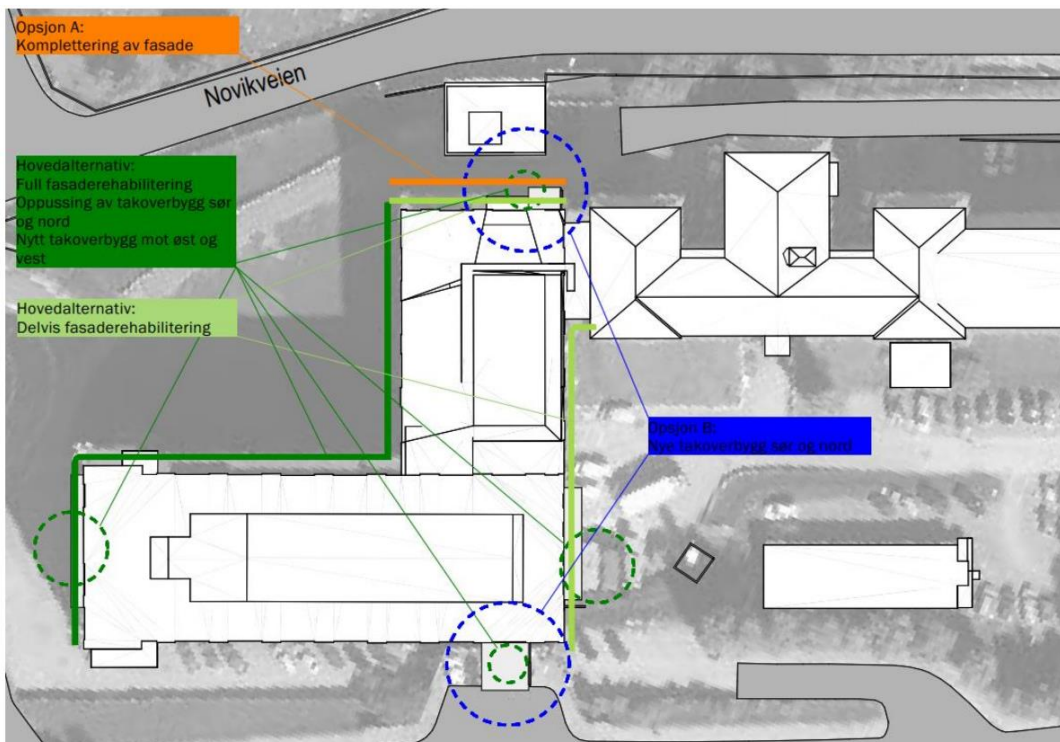 Opsjon A:
Komplettering av fasade
Novikveien
Hovedalternativ:
Full fasaderehabilitering
Oppussing av takoverbygg sør
og nord
Nytt takoverbygg mot øst og
vest
Hovedalternativ:
Delvis fasaderehabilitering
Opsjon B:
Nye takoverbygg sør og nord